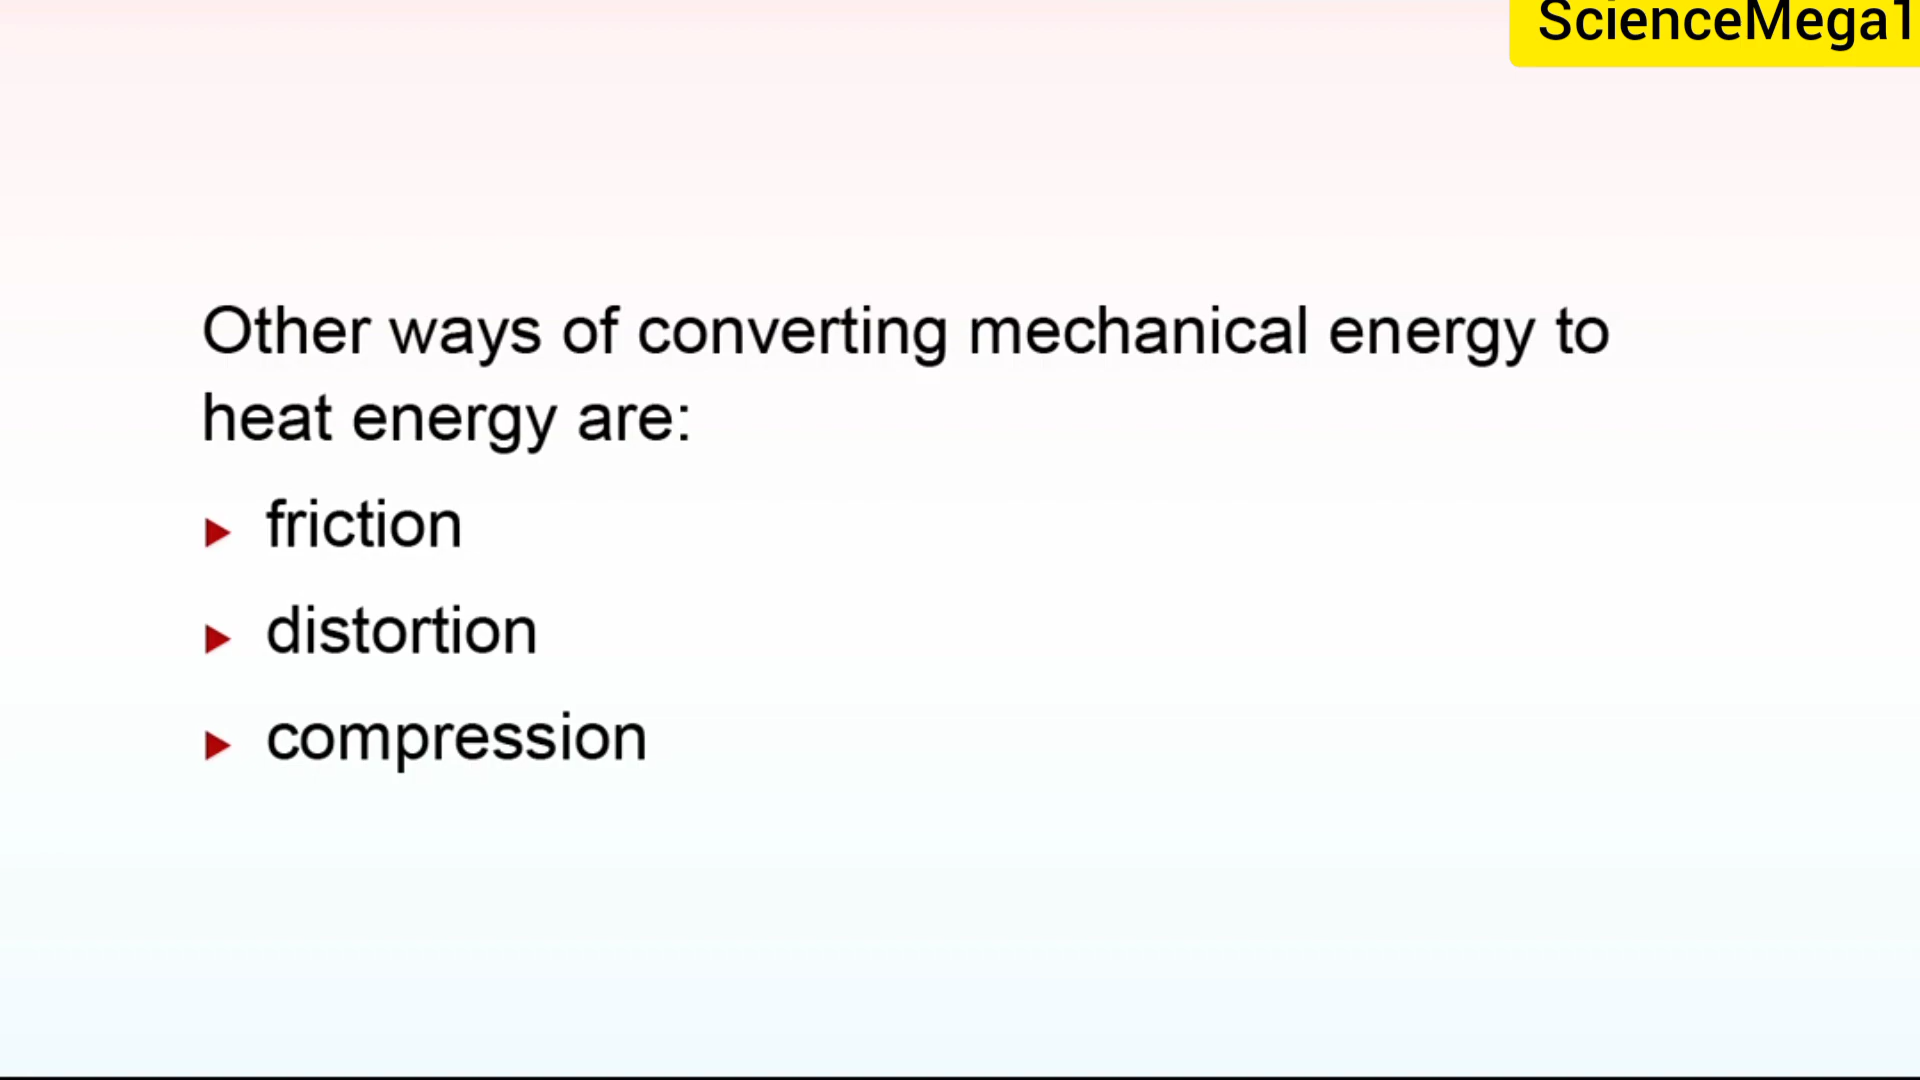 ScienceMega1
Other ways of converting mechanical energy to
heat energy are:
friction
distortion
compression